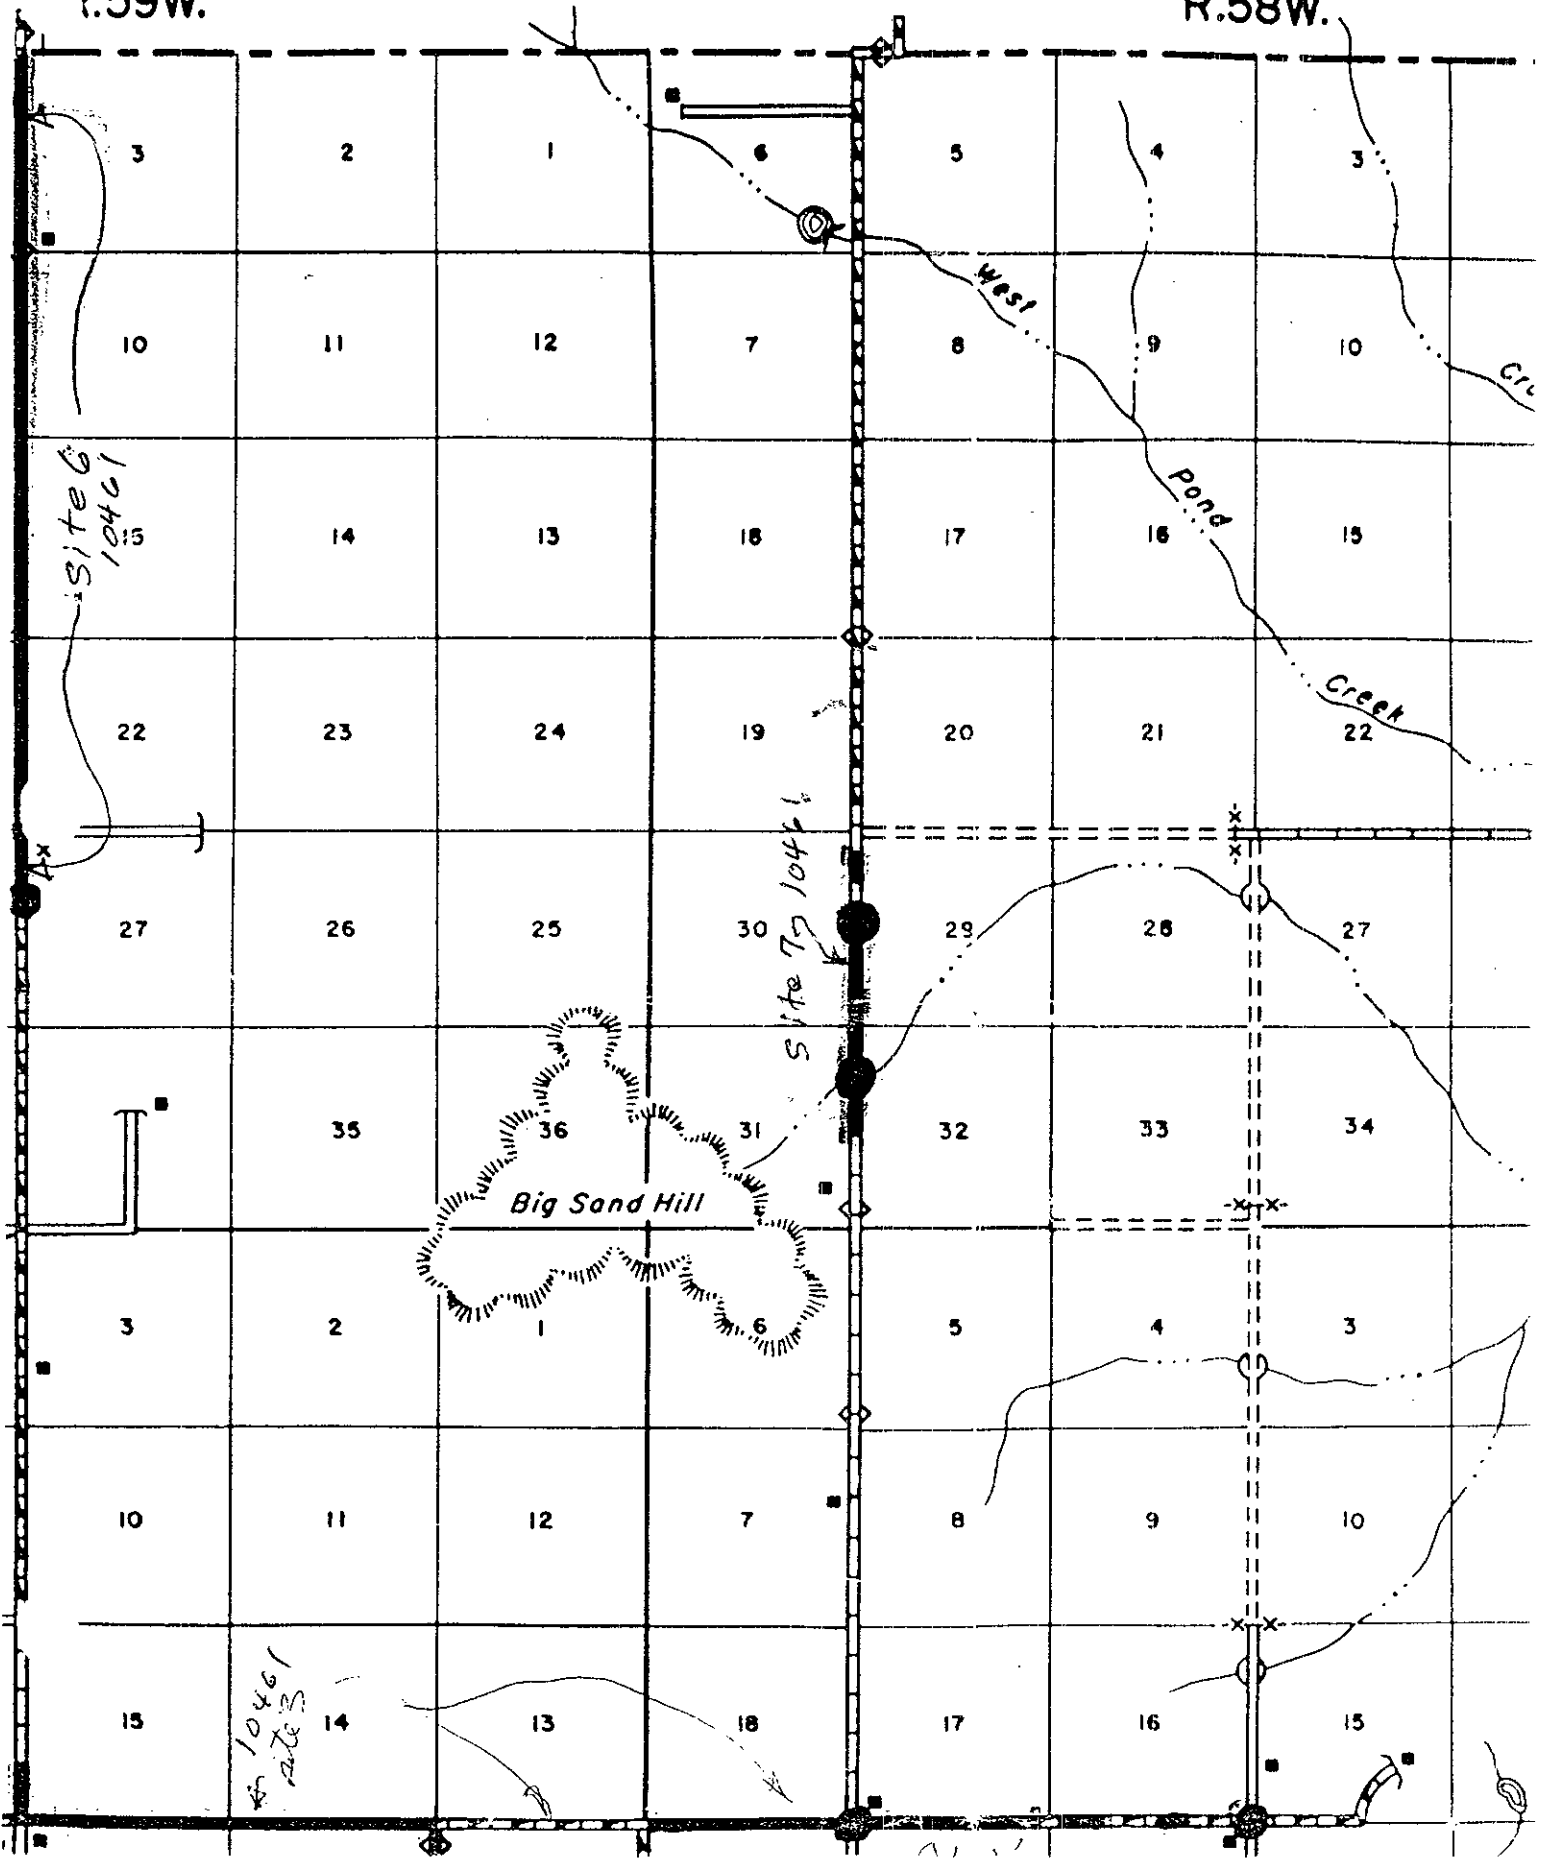 .59W.
R.58W.
3 2 1 6 5 4 3
West
10 11 12 7 8 9 10
Site 6
10461
Pond
15 14 13 18 17 16 15
Creek
22 23 24 19 20 21 22
Site 7 10461
27 26 25 30 29 28 27
35 36 31 32 33 34
Big Sand Hill
3 2 1 6 5 4 3
10 11 12 7 8 9 10
10461
site 3
15 14 13 18 17 16 15